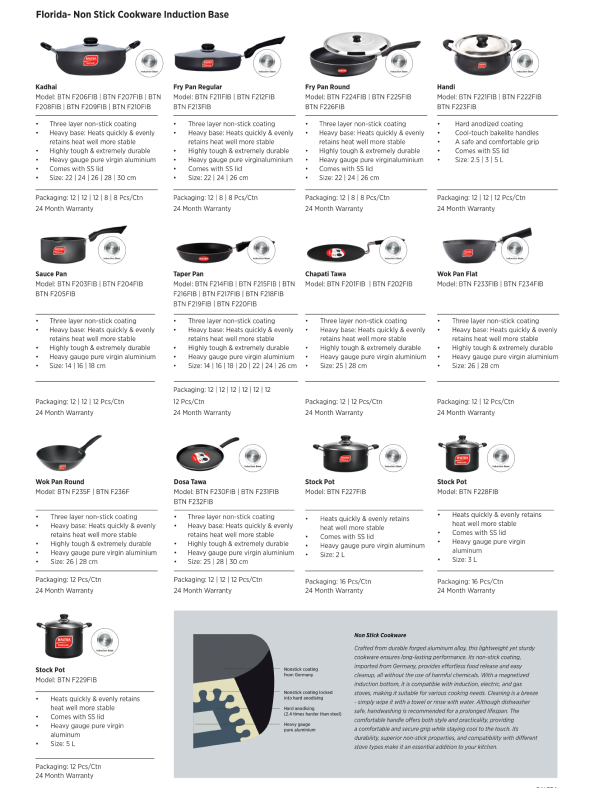 Florida- Non Stick Cookware Induction Base
Kadhai
Model: BTN F206FIB | BTN F207FIB | BTN
F208FIB | BTN F209FIB | BTN F210FIB
• Three layer non-stick coating
• Heavy base: Heats quickly & evenly
retains heat well more stable
• Highly tough & extremely durable
• Heavy gauge pure virgin aluminium
• Comes with SS lid
• Size: 22 | 24 | 26 | 28 | 30 cm
Packaging: 12 | 12 | 12 | 8 | 8 Pcs/Ctn
24 Month Warranty
Fry Pan Regular
Model: BTN F211FIB | BTN F212FIB
BTN F213FIB
• Three layer non-stick coating
• Heavy base: Heats quickly & evenly
retains heat well more stable
• Highly tough & extremely durable
• Heavy gauge pure virginaluminium
• Comes with SS lid
• Size: 22 | 24 | 26 cm
Packaging: 12 | 8 | 8 Pcs/Ctn
24 Month Warranty
Fry Pan Round
Model: BTN F224FIB | BTN F225FIB
BTN F226FIB
• Three layer non-stick coating
• Heavy base: Heats quickly & evenly
retains heat well more stable
• Highly tough & extremely durable
• Heavy gauge pure virginaluminium
• Comes with SS lid
• Size: 22 | 24 | 26 cm
Packaging: 12 | 8 | 8 Pcs/Ctn
24 Month Warranty
Handi
Model: BTN F221FIB | BTN F222FIB
BTN F223FIB
• Hard anodized coating
• Cool-touch bakelite handles
• A safe and comfortable grip
• Comes with SS lid
• Size: 2.5 | 3 | 5 L
Packaging: 12 | 12 | 12 Pcs/Ctn
24 Month Warranty
Sauce Pan
Model: BTN F203FIB | BTN F204FIB
BTN F205FIB
• Three layer non-stick coating
• Heavy base: Heats quickly & evenly
retains heat well more stable
• Highly tough & extremely durable
• Heavy gauge pure virgin aluminium
• Size: 14 | 16 | 18 cm
Packaging: 12 | 12 | 12 Pcs/Ctn
24 Month Warranty
Taper Pan
Model: BTN F214FIB | BTN F215FIB | BTN
F216FIB | BTN F217FIB | BTN F218FIB
BTN F219FIB | BTN F220FIB
• Three layer non-stick coating
• Heavy base: Heats quickly & evenly
retains heat well more stable
• Highly tough & extremely durable
• Heavy gauge pure virgin aluminium
• Size: 14 | 16 | 18 | 20 | 22 | 24 | 26 cm
Packaging: 12 | 12 | 12 | 12 | 12 | 12
12 Pcs/Ctn
24 Month Warranty
Chapati Tawa
Model: BTN F201FIB | BTN F202FIB
• Three layer non-stick coating
• Heavy base: Heats quickly & evenly
retains heat well more stable
• Highly tough & extremely durable
• Heavy gauge pure virgin aluminium
• Size: 25 | 28 cm
Packaging: 12 | 12 Pcs/Ctn
24 Month Warranty
Wok Pan Flat
Model: BTN F233FIB | BTN F234FIB
• Three layer non-stick coating
• Heavy base: Heats quickly & evenly
retains heat well more stable
• Highly tough & extremely durable
• Heavy gauge pure virgin aluminium
• Size: 26 | 28 cm
Packaging: 12 | 12 Pcs/Ctn
24 Month Warranty
Wok Pan Round
Model: BTN F235F | BTN F236F
• Three layer non-stick coating
• Heavy base: Heats quickly & evenly
retains heat well more stable
• Highly tough & extremely durable
• Heavy gauge pure virgin aluminium
• Size: 26 | 28 cm
Packaging: 12 Pcs/Ctn
24 Month Warranty
Dosa Tawa
Model: BTN F230FIB | BTN F231FIB
BTN F232FIB
• Three layer non-stick coating
• Heavy base: Heats quickly & evenly
retains heat well more stable
• Highly tough & extremely durable
• Heavy gauge pure virgin aluminium
• Size: 25 | 28 | 30 cm
Packaging: 12 | 12 | 12 Pcs/Ctn
24 Month Warranty
Stock Pot
Model: BTN F227FIB
• Heats quickly & evenly retains
heat well more stable
• Comes with SS lid
• Heavy gauge pure virgin aluminum
• Size: 2 L
Packaging: 16 Pcs/Ctn
24 Month Warranty
Stock Pot
Model: BTN F228FIB
• Heats quickly & evenly retains
heat well more stable
• Comes with SS lid
• Heavy gauge pure virgin
aluminum
• Size: 3 L
Packaging: 16 Pcs/Ctn
24 Month Warranty
Stock Pot
Model: BTN F229FIB
• Heats quickly & evenly retains
heat well more stable
• Comes with SS lid
• Heavy gauge pure virgin
aluminum
• Size: 5 L
Packaging: 12 Pcs/Ctn
24 Month Warranty
Nonstick coating
from Germany
Nonstick coating locked
into hard anodising
Hard anodising
(2.4 times harder than steel)
Heavy gauge
pure aluminium
Non Stick Cookware
Crafted from durable forged aluminum alloy, this lightweight yet sturdy
cookware ensures long-lasting performance. Its non-stick coating,
imported from Germany, provides effortless food release and easy
cleanup, all without the use of harmful chemicals. With a magnetized
induction bottom, it is compatible with induction, electric, and gas
stoves, making it suitable for various cooking needs. Cleaning is a breeze
- simply wipe it with a towel or rinse with water. Although dishwasher
safe, handwashing is recommended for a prolonged lifespan. The
comfortable handle offers both style and practicality, providing
a comfortable and secure grip while staying cool to the touch. Its
durability, superior non-stick properties, and compatibility with different
stove types make it an essential addition to your kitchen.